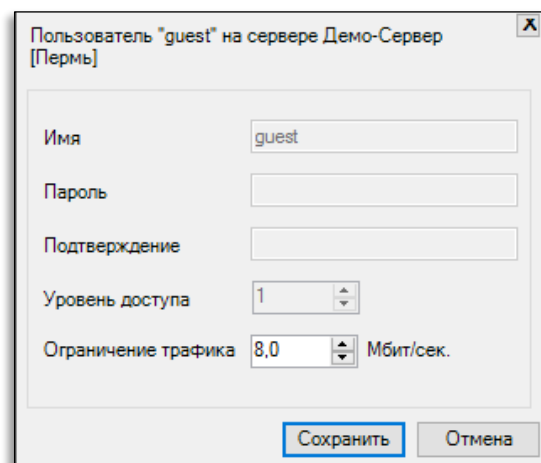 Пользователь "guest" на сервере Демо-Сервер
[Пермь]
Имя guest
Пароль
Подтверждение
Уровень доступа 1
Ограничение трафика 8,0 Мбит/сек.
Сохранить Отмена